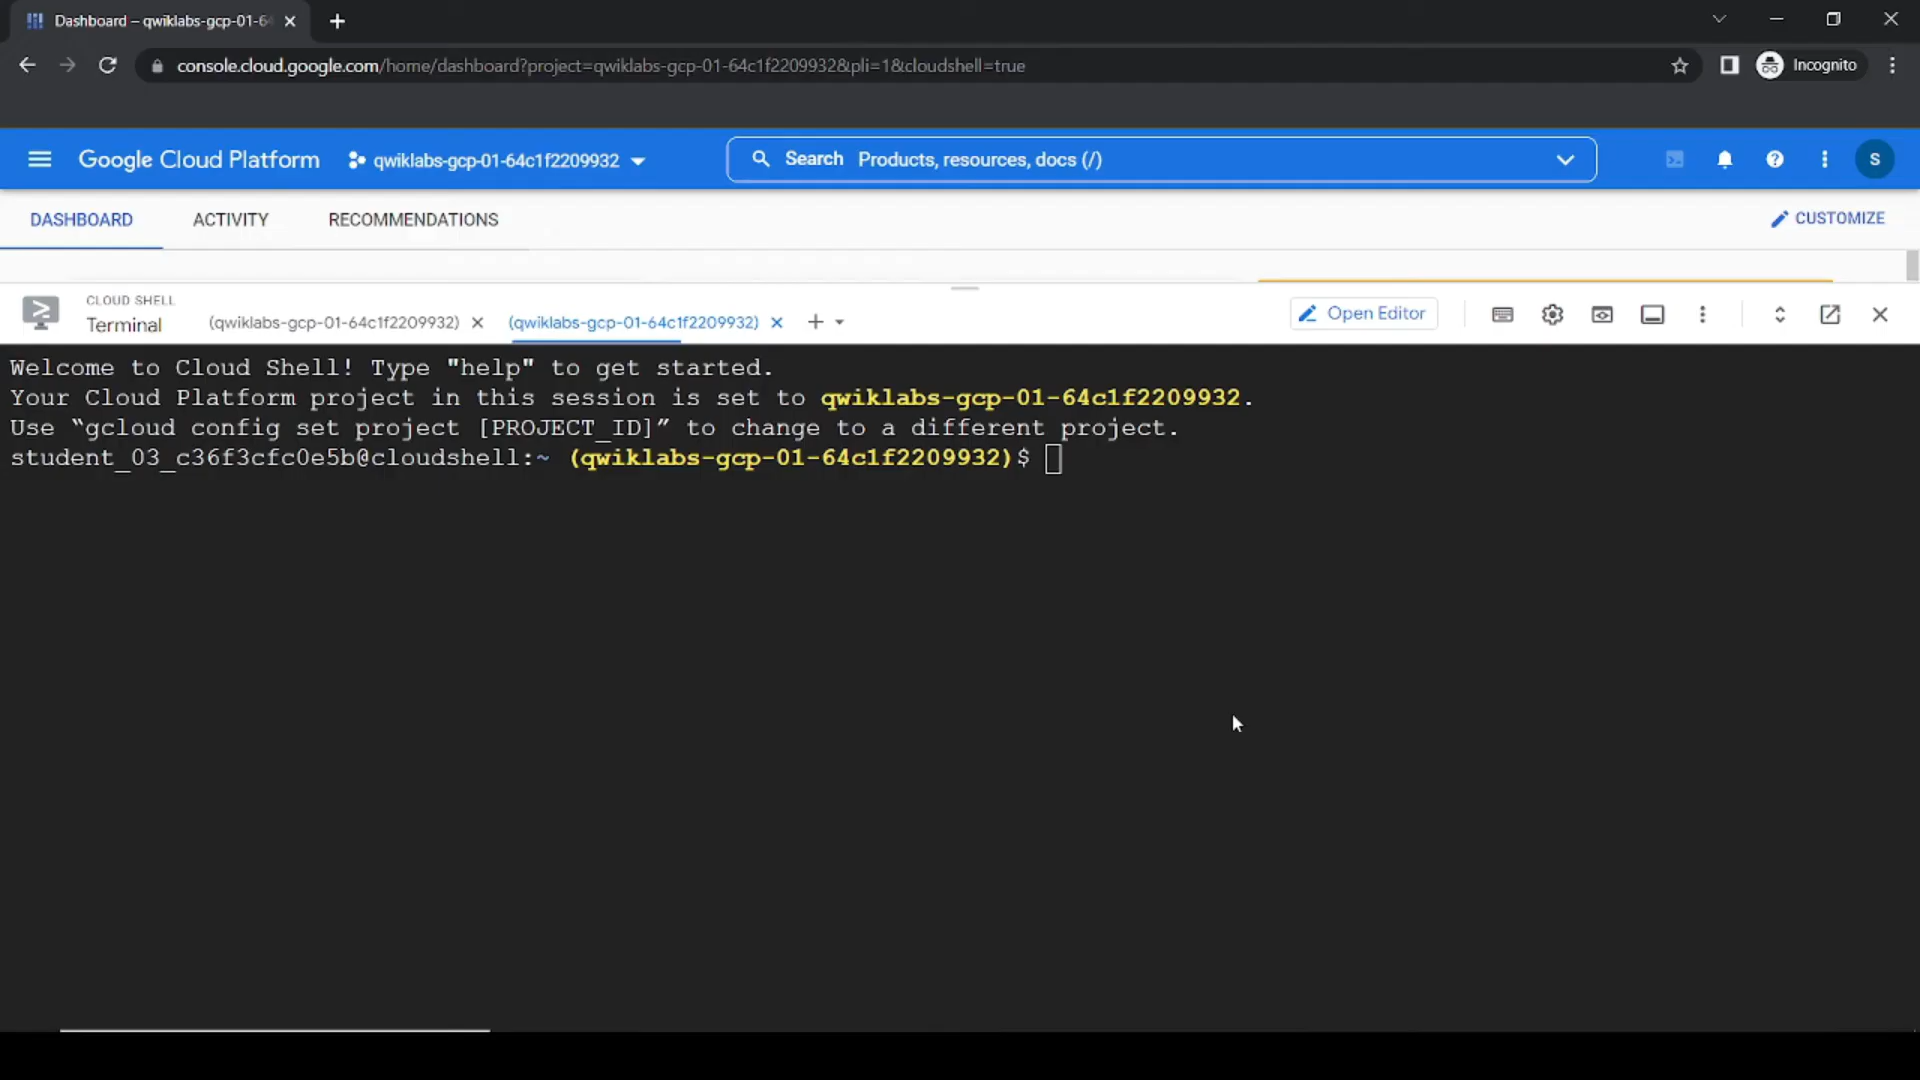 Dashboard – qwiklabs-gcp-01-6
console.cloud.google.com/home/dashboard?project=qwiklabs-gcp-01-64c1f2209932&pli=1&cloudshell=true
Incognito
Google Cloud Platform
qwiklabs-gcp-01-64c1f2209932
Search Products, resources, docs (/)
S
DASHBOARD
ACTIVITY
RECOMMENDATIONS
CUSTOMIZE
CLOUD SHELL
Terminal
(qwiklabs-gcp-01-64c1f2209932)
(qwiklabs-gcp-01-64c1f2209932)
Open Editor
Welcome to Cloud Shell! Type "help" to get started.
Your Cloud Platform project in this session is set to qwiklabs-gcp-01-64c1f2209932.
Use “gcloud config set project [PROJECT_ID]” to change to a different project.
student_03_c36f3cfc0e5b@cloudshell:~ (qwiklabs-gcp-01-64c1f2209932)$